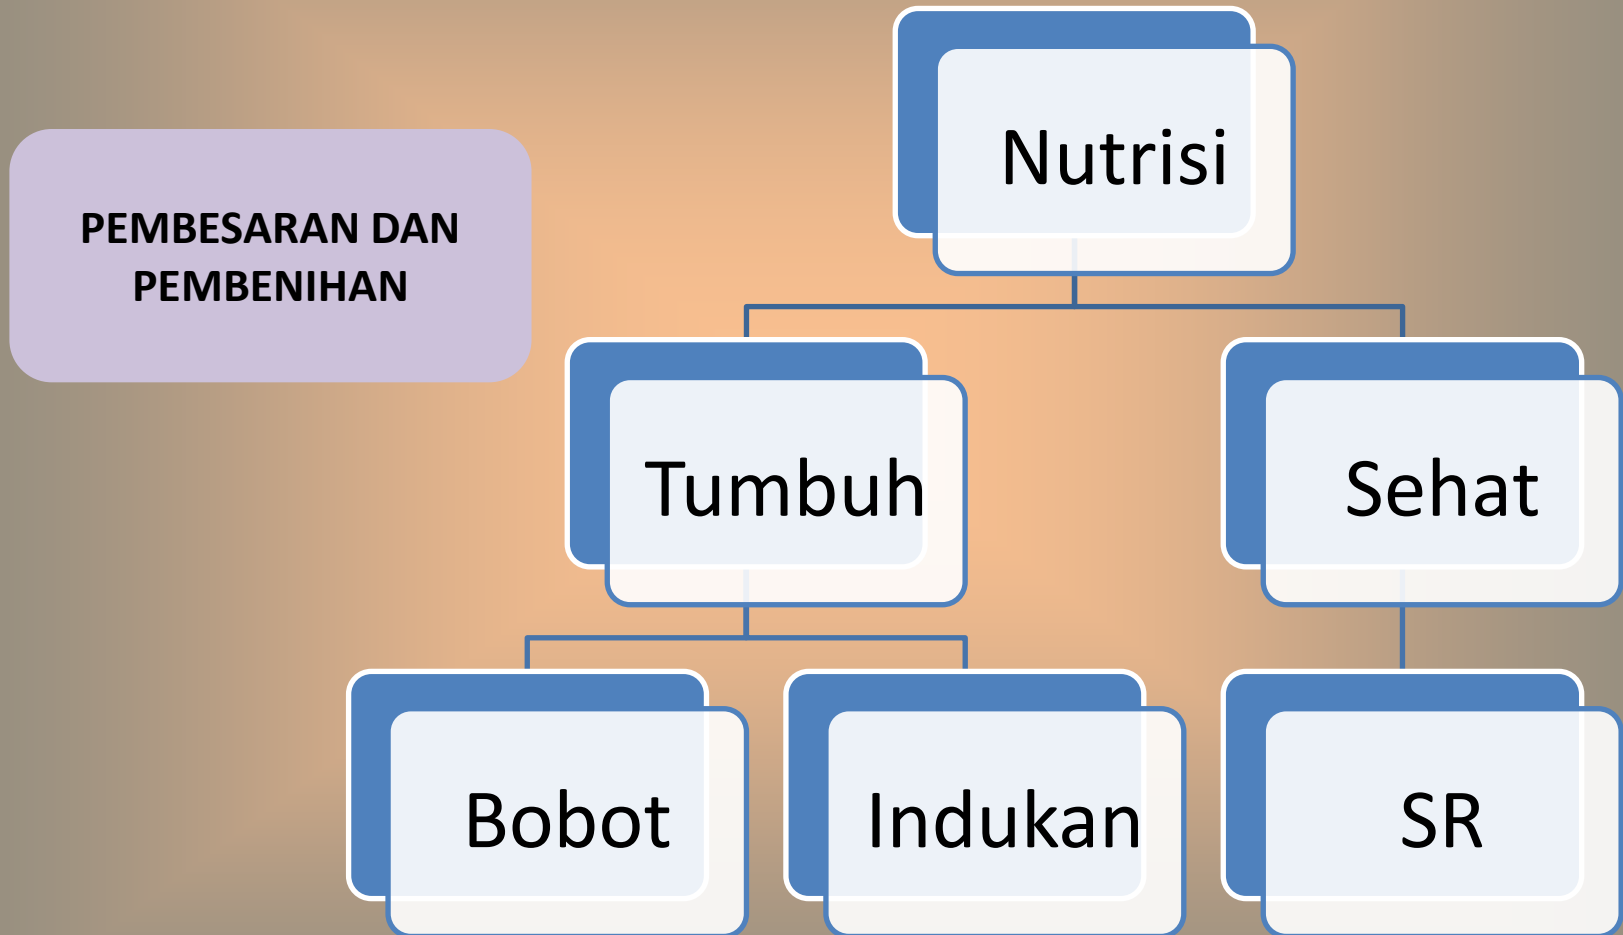 PEMBESARAN DAN
PEMBENIHAN
Nutrisi
Tumbuh
Sehat
Bobot
Indukan
SR